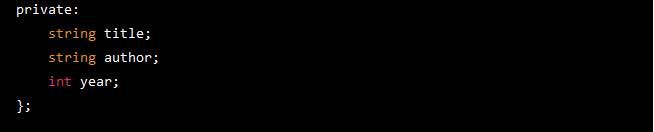 private:
    string title;
    string author;
    int year;
};